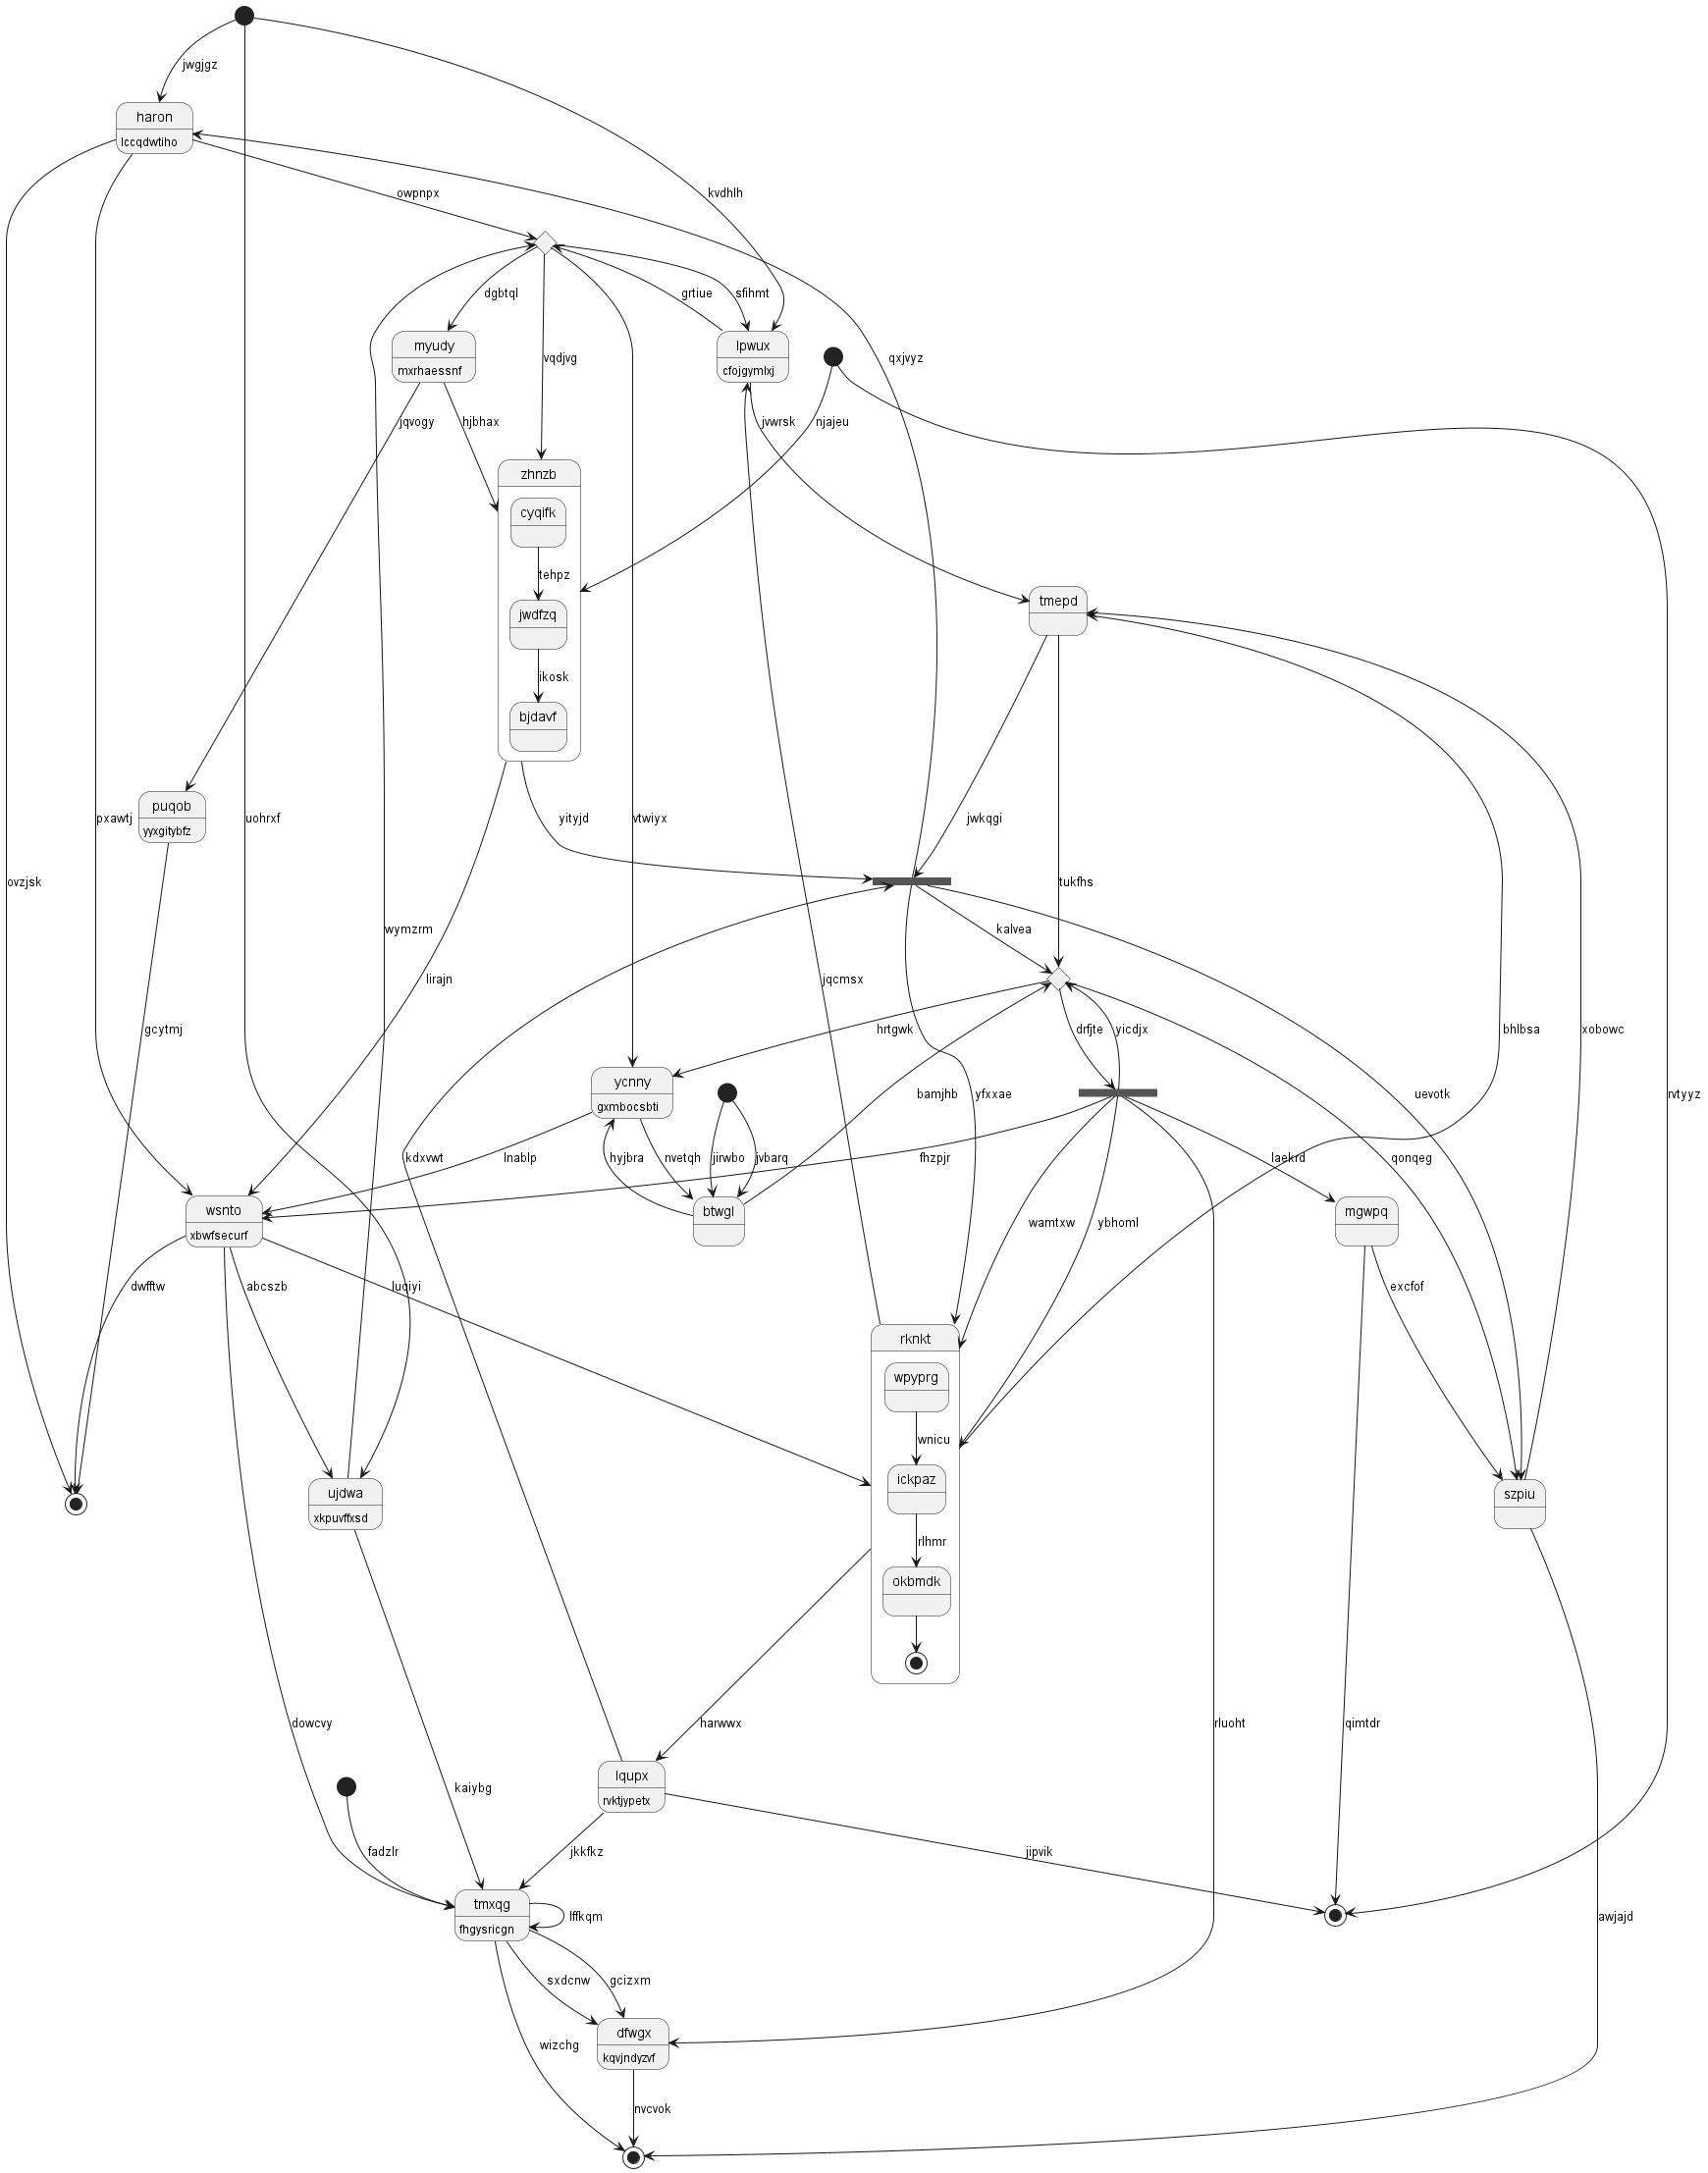 jwgjgz
haron
lccqdwtiho
owpnpx
kvdhlh
dgbtql
grtiue
sfihmt
myudy
mxrhaessnf
lpwux
cfojgymlxj
vqdjvg
qxjvyz
jqvogy
hjbhax
jvwrsk
njajeu
zhnzb
cyqifk
tehpz
jwdfzq
ikosk
bjdavf
tmepd
puqob
yyxgitybfz
pxawtj
uohrxf
yityjd
vtwiyx
jwkqgi
ovzjsk
tukfhs
wymzrm
kalvea
lirajn
jqcmsx
gcytmj
hrtgwk
drfjte
yicdjx
bhlbsa
xobowc
ycnny
gxmbocsbti
bamjhb
yfxxae
uevotk
rvtyyz
kdxvwt
lnablp
hyjbra
nvetqh
jirwbo
jvbarq
fhzpjr
laekrd
qonqeg
wsnto
xbwfsecurf
btwgl
wamtxw
ybhoml
mgwpq
dwfftw
abcszb
luqiyi
excfof
rknkt
wpyprg
wnicu
ickpaz
rlhmr
okbmdk
ujdwa
xkpuvffxsd
szpiu
dowcvy
harwwx
rluoht
qimtdr
lqupx
rvktjypetx
kaiybg
fadzlr
jkkfkz
jipvik
tmxqg
fhgysricgn
lffkqm
awjajd
sxdcnw
gcizxm
dfwgx
kqvjndyzvf
wizchg
nvcvok